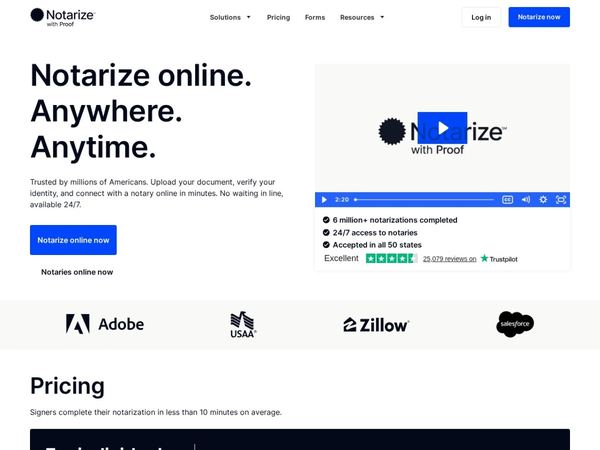 Notarize™
with Proof
Solutions
Pricing
Forms
Resources
Log in
Notarize now
Notarize online.
Anywhere.
Anytime.
Trusted by millions of Americans. Upload your document, verify your
identity, and connect with a notary online in minutes. No waiting in line,
available 24/7.
Notarize online now
Notaries online now
Notarize™
with Proof
2:20
CC
6 million+ notarizations completed
24/7 access to notaries
Accepted in all 50 states
Excellent
25,079 reviews on
Trustpilot
Adobe
USAA®
Zillow®
salesforce
Pricing
Signers complete their notarization in less than 10 minutes on average.